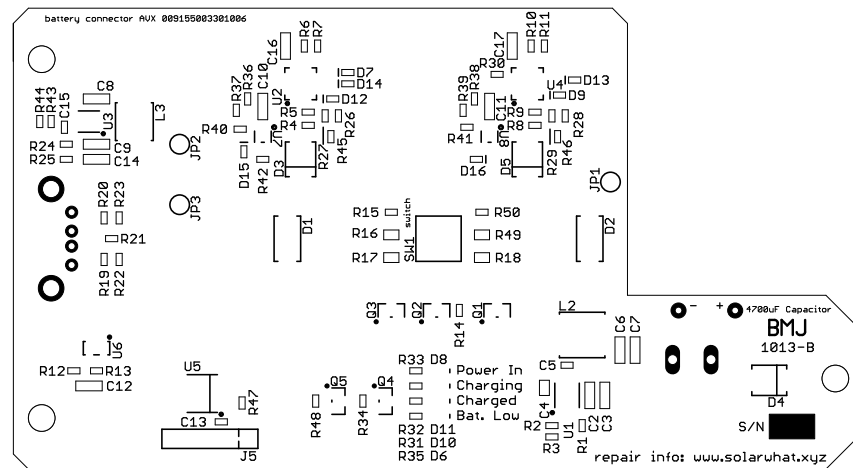 battery connector AVX 009155003301006
R6 R7
R10 R11
C16
C17
R30
D7
D14
D13
D9
U4
R37 R36 C10 U2
R39 R38 C11
D12
C8
L3
R44 R43 C15 U3
R5
R4
R26
R9
R8
R28
R40
U7
R41
U8
R24
R25
C9
C14
JP2
D15
R42
D3
R27
R45
D16
D5
R29
R46
JP1
JP3
R20 R23
R21
R19 R22
D1
R15
R16
R17
switch
SW1
R50
R49
R18
D2
Q3
Q2
R14
Q1
L2
C6 C7
- +
4700uF Capacitor
BMJ
1013-B
U6
R12 R13
C12
U5
R47
C13
J5
R48
Q5
R34
Q4
R33 D8
Power In
Charging
Charged
Bat. Low
R32 D11
R31 D10
R35 D6
C5
C4
C2 C3
R2
R3
U1
R1
D4
S/N
repair info: www.solarwhat.xyz